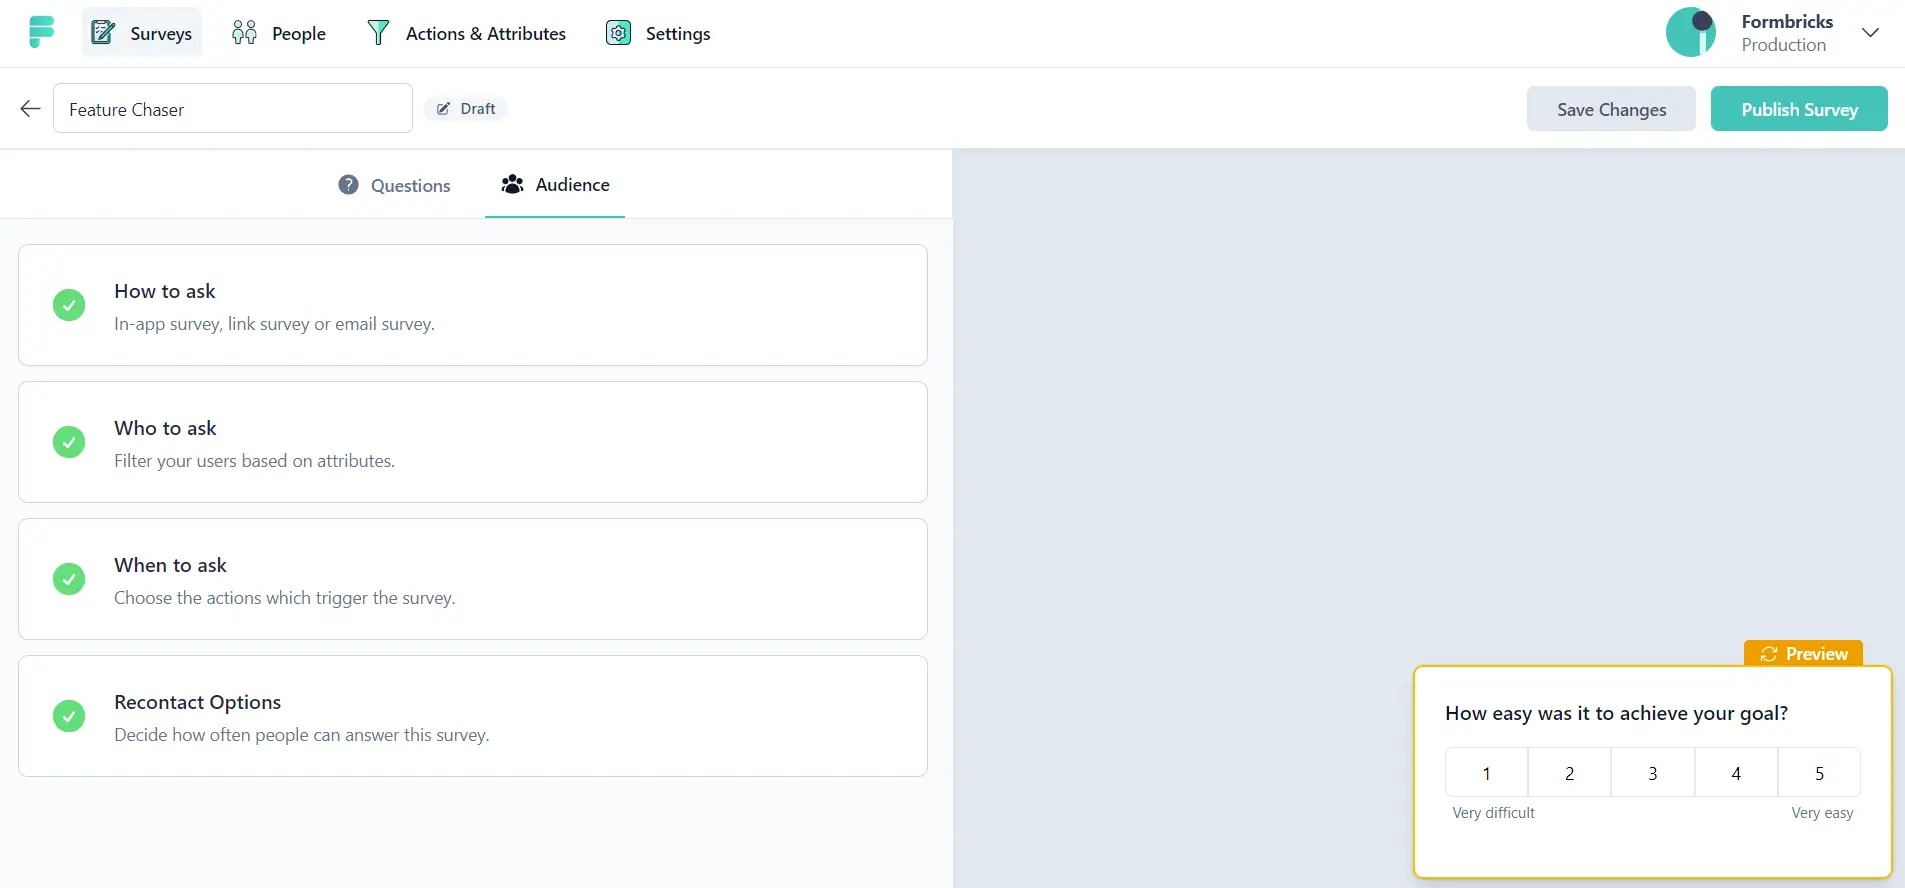 Surveys
People
Actions & Attributes
Settings
Formbricks
Production
Feature Chaser
Draft
Save Changes
Publish Survey
Questions
Audience
How to ask
In-app survey, link survey or email survey.
Who to ask
Filter your users based on attributes.
When to ask
Choose the actions which trigger the survey.
Recontact Options
Decide how often people can answer this survey.
Preview
How easy was it to achieve your goal?
1 2 3 4 5
Very difficult Very easy